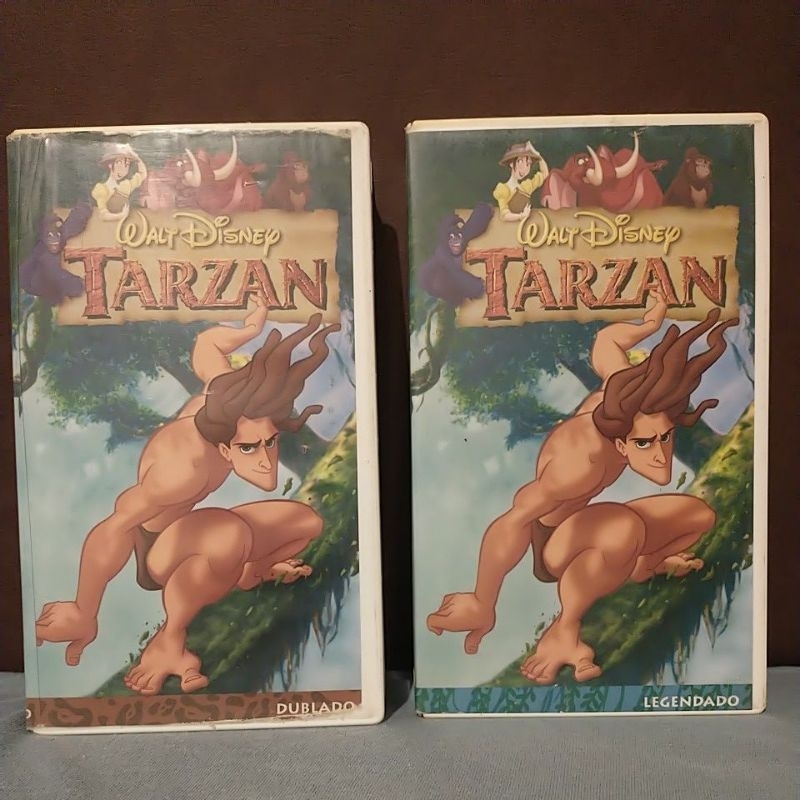 WALT DISNEY
TARZAN
DUBLADO
WALT DISNEY
TARZAN
LEGENDADO